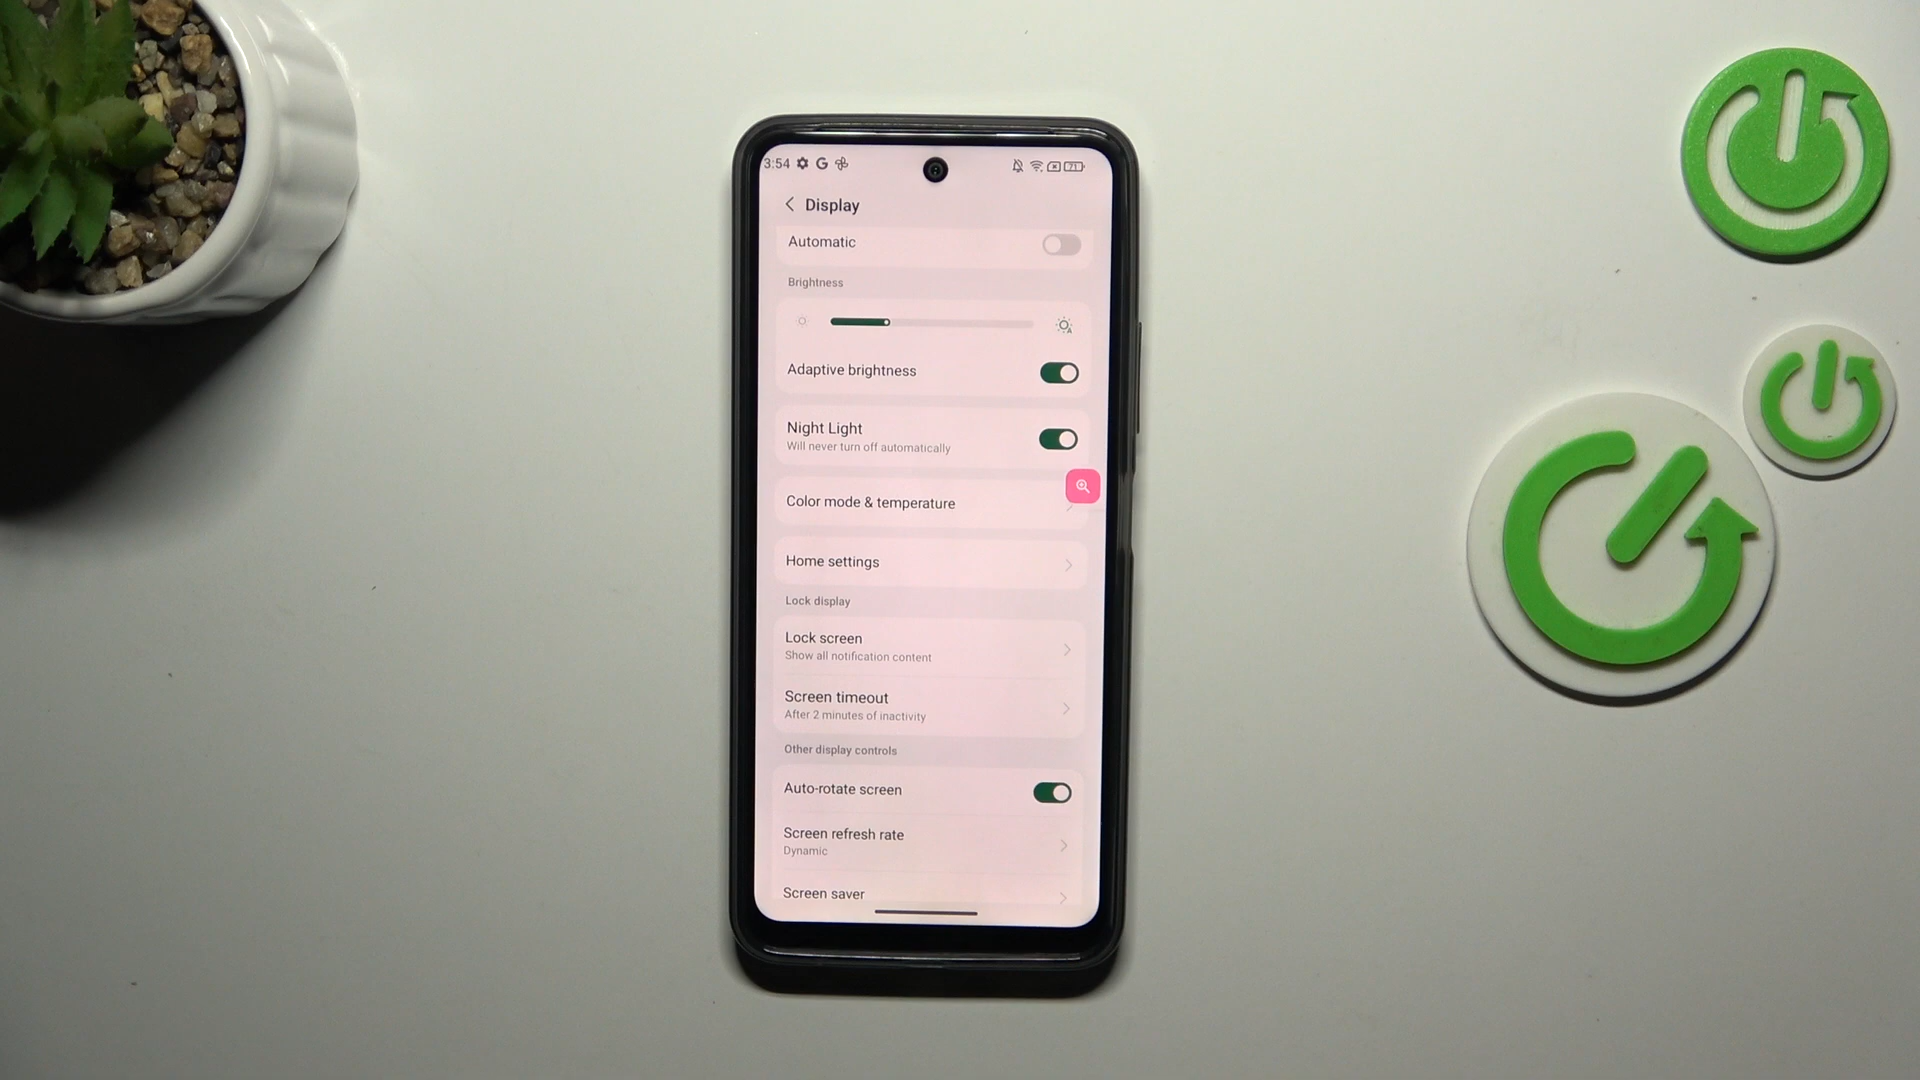 3:54 G 71
Display
Automatic
Brightness
Adaptive brightness
Night Light
Will never turn off automatically
Color mode & temperature
Home settings
Lock display
Lock screen
Show all notification content
Screen timeout
After 2 minutes of inactivity
Other display controls
Auto-rotate screen
Screen refresh rate
Dynamic
Screen saver